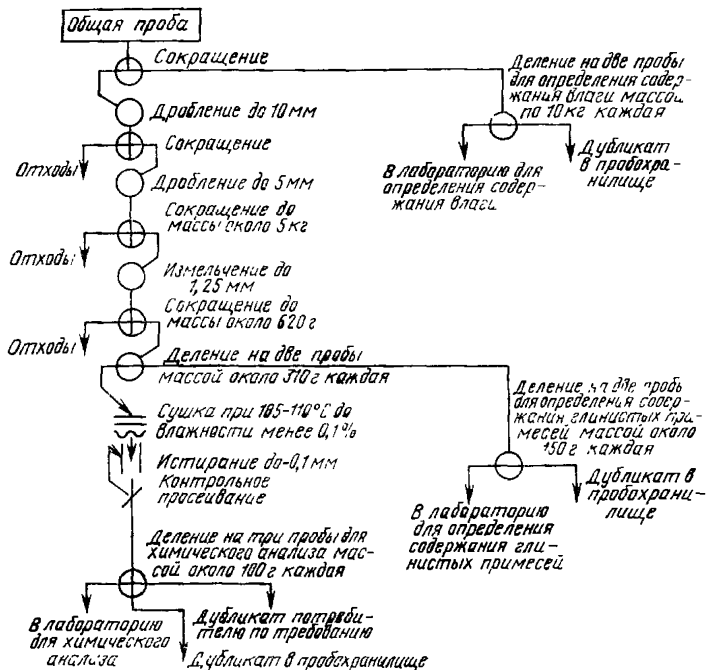 Общая проба
Сокращение
Деление на две пробы
для определения содер-
жания влаги массой
по 10 кг каждая
Дробление до 10 мм
Сокращение
Отходы
Дробление до 5 мм
В лабораторию для
определения содер-
жания влаги
Дубликат
в пробохра-
нилище
Сокращение до
массы около 5 кг
Отходы
Измельчение до
1,25 мм
Сокращение до
массы около 620 г
Отходы
Деление на две пробы
массой около 310 г каждая
Деление на две пробы
для определения содер-
жания глинистых при-
месей массой около
150 г каждая
Сушка при 105-110°С до
влажности менее 0,1%
Истирание до-0,1 мм
Контрольное
просеивание
В лабораторию
для определения
содержания гли-
нистых примесей
Дубликат в
пробохрани-
лище
Деление на три пробы для
химического анализа мас-
сой около 100 г каждая
В лабораторию
для химического
анализа
Дубликат потреби-
телю по требованию
Дубликат в пробохранилище